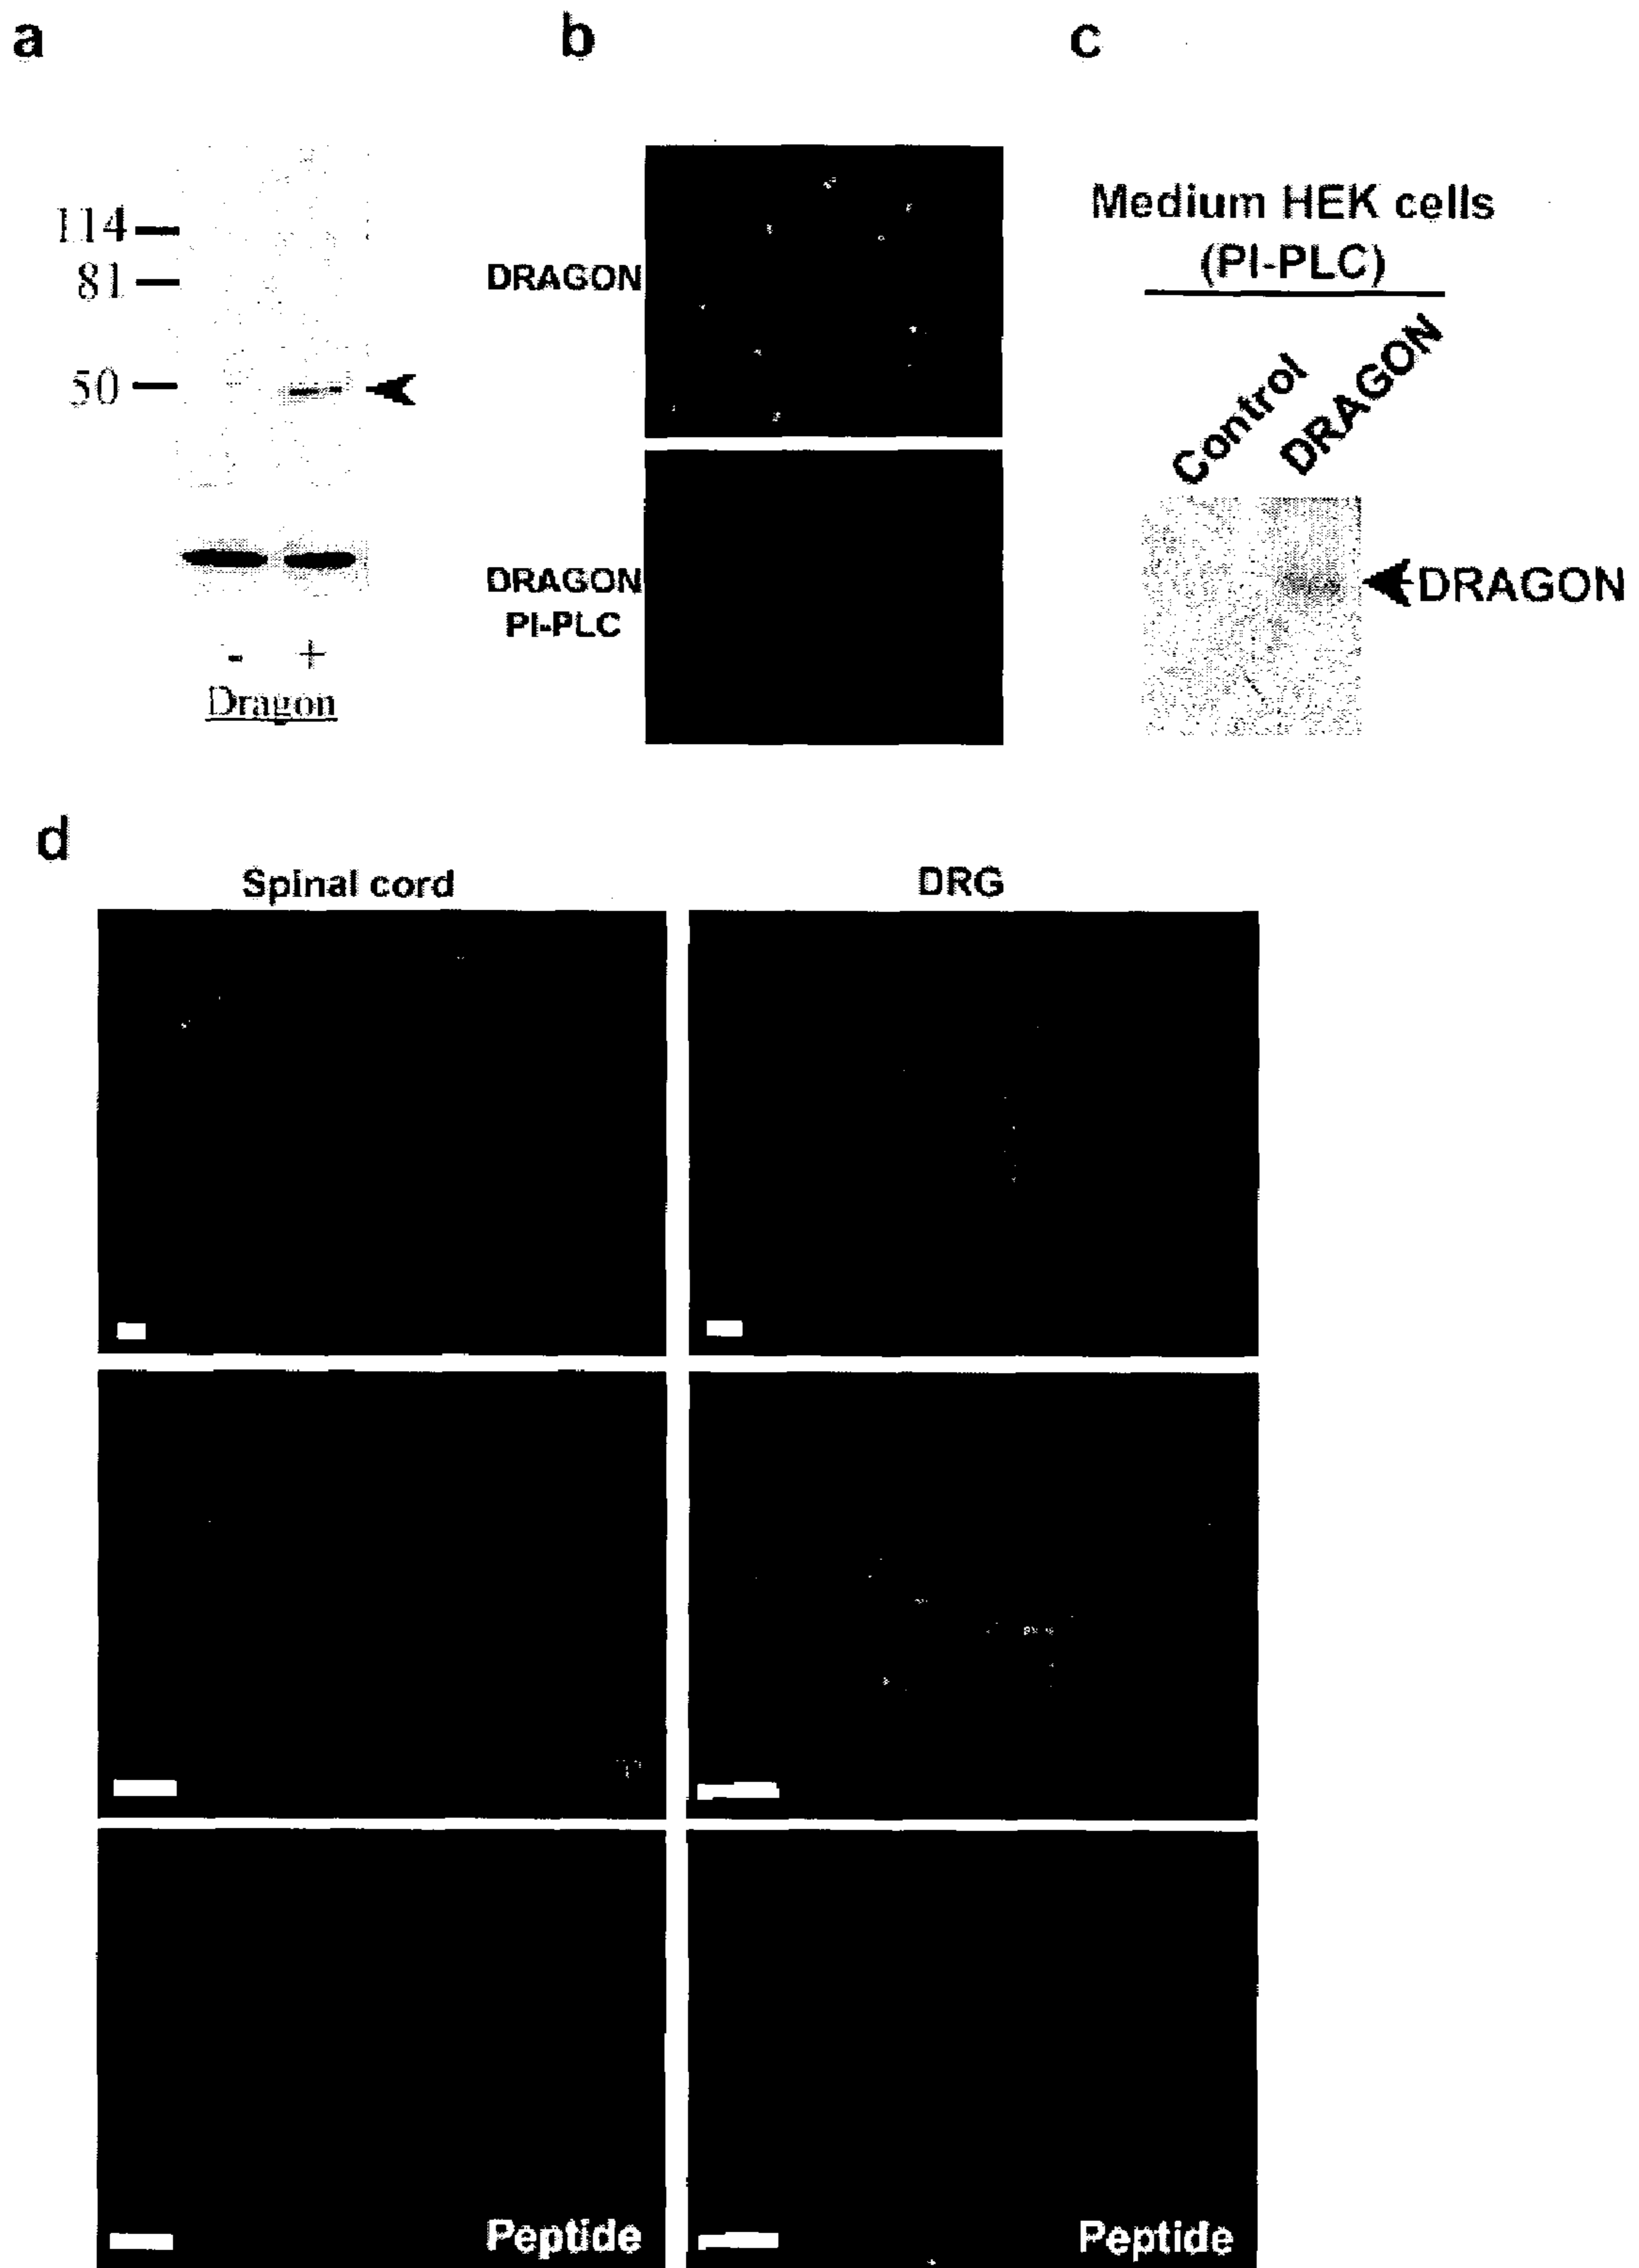 a
b
c
114
81
50
- +
Dragon
DRAGON
DRAGON
PI-PLC
Medium HEK cells
(PI-PLC)
Control
DRAGON
DRAGON
d
Spinal cord
DRG
Peptide
Peptide